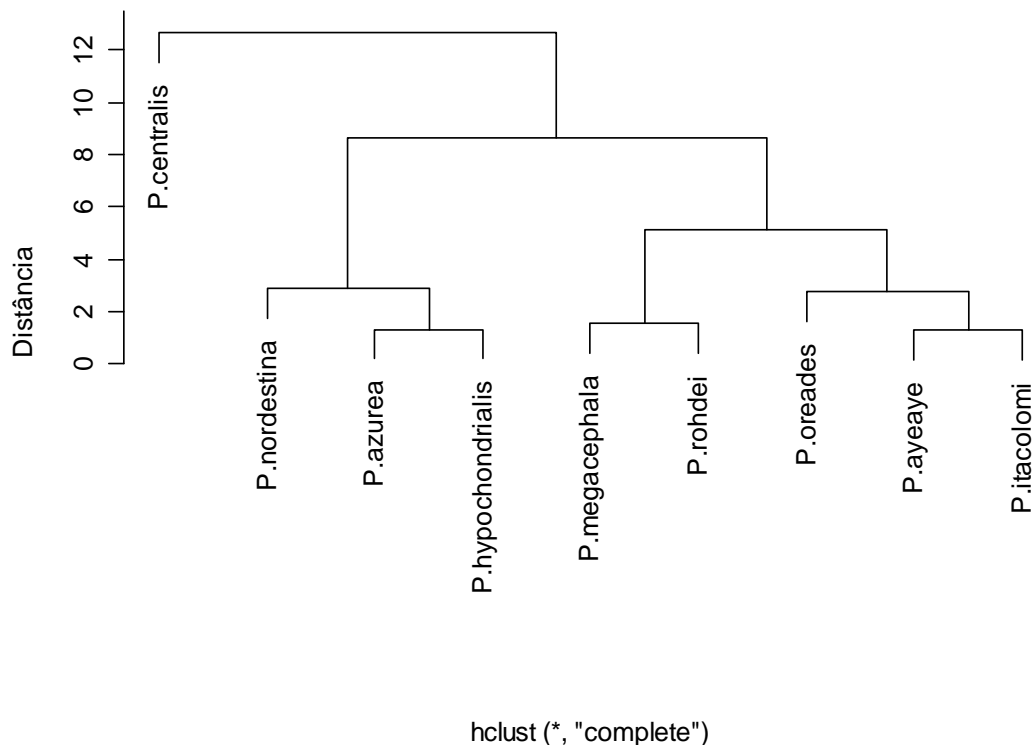 Distância
0
2
4
6
8
10
12
P.centralis
P.nordestina
P.azurea
P.hypochondrialis
P.megacephala
P.rohdei
P.oreades
P.ayeaye
P.itacolomi
hclust (*, "complete")